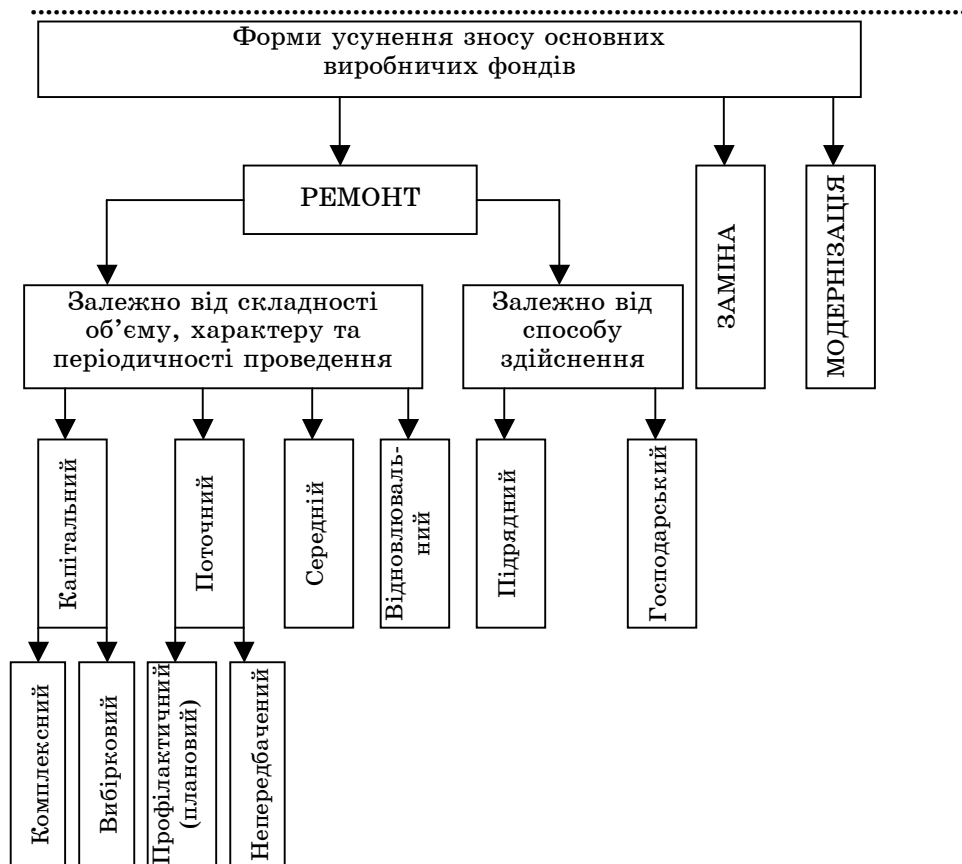 Форми усунення зносу основних
виробничих фондів
РЕМОНТ
ЗАМІНА
МОДЕРНІЗАЦІЯ
Залежно від складності
об’єму, характеру та
періодичності проведення
Залежно від
способу
здійснення
Капітальний
Поточний
Середній
Відновлюваль-
ний
Підрядний
Господарський
Комплексний
Вибірковий
Профілактичний
(плановий)
Непередбачений